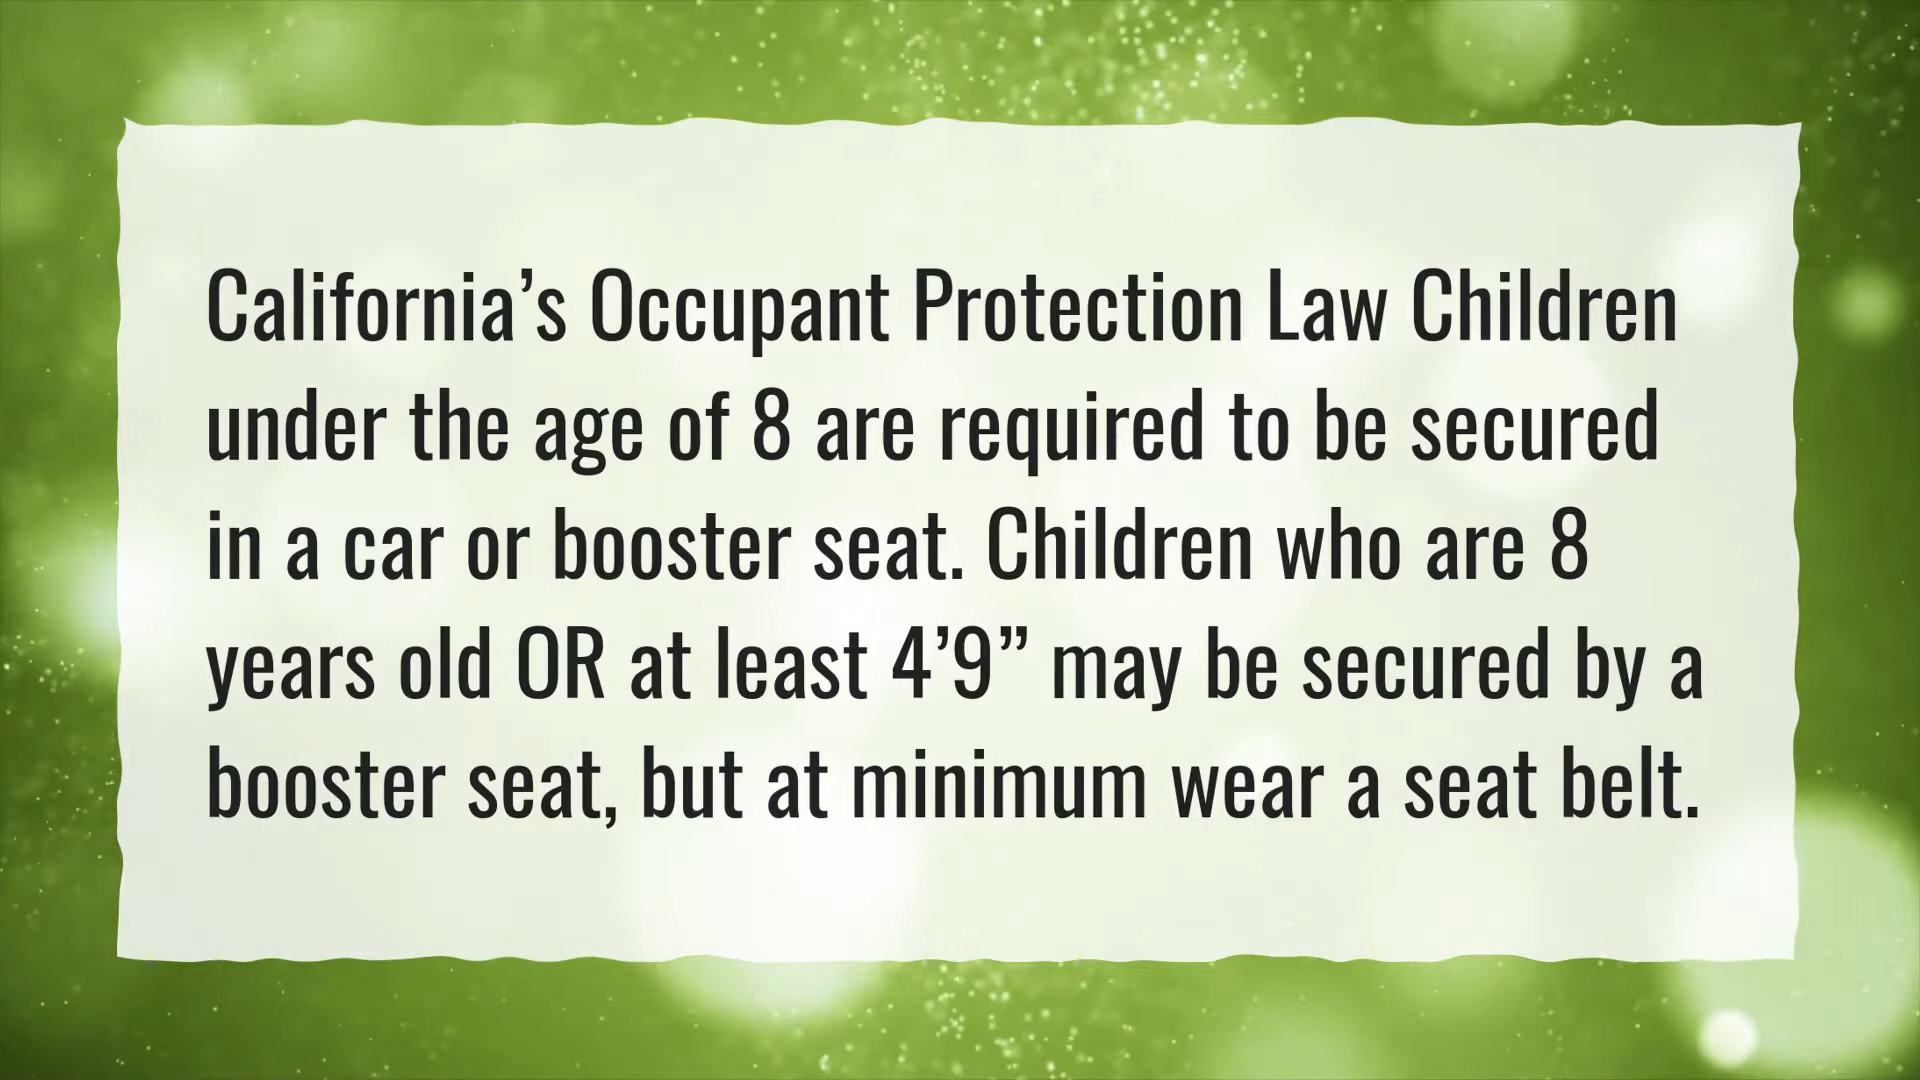 California’s Occupant Protection Law Children
under the age of 8 are required to be secured
in a car or booster seat. Children who are 8
years old OR at least 4’9” may be secured by a
booster seat, but at minimum wear a seat belt.